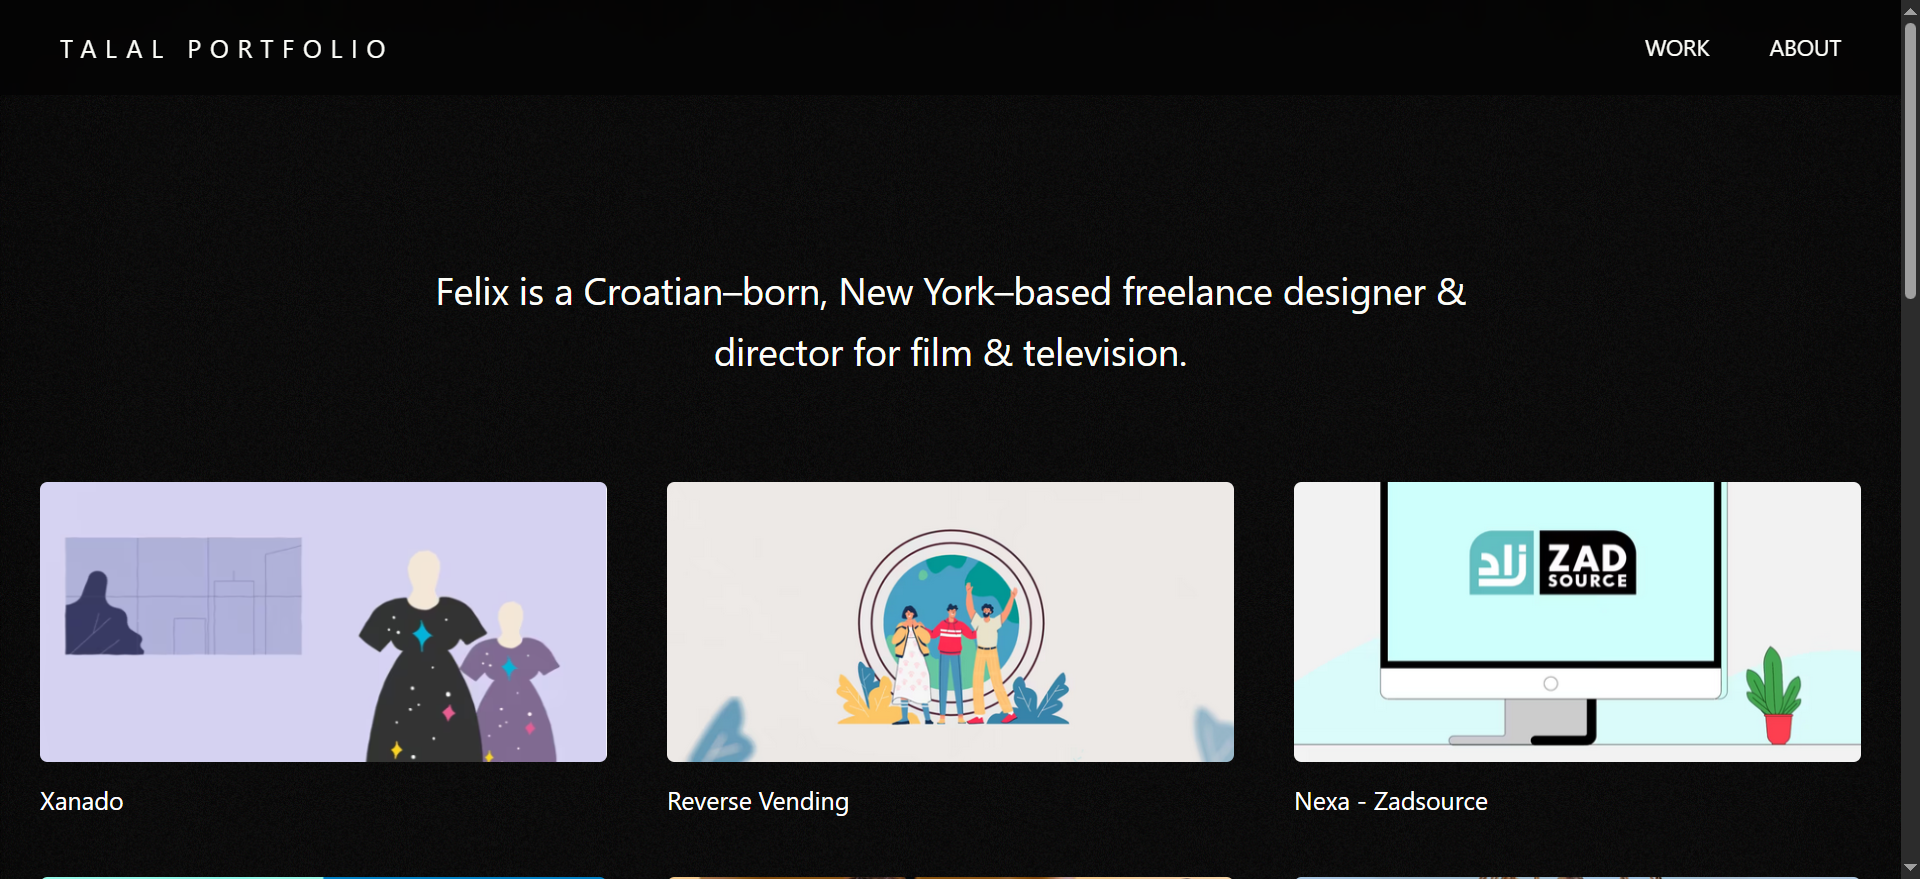 TALAL PORTFOLIO
WORK
ABOUT
Felix is a Croatian–born, New York–based freelance designer &
director for film & television.
زاد
ZAD
SOURCE
Xanado
Reverse Vending
Nexa - Zadsource